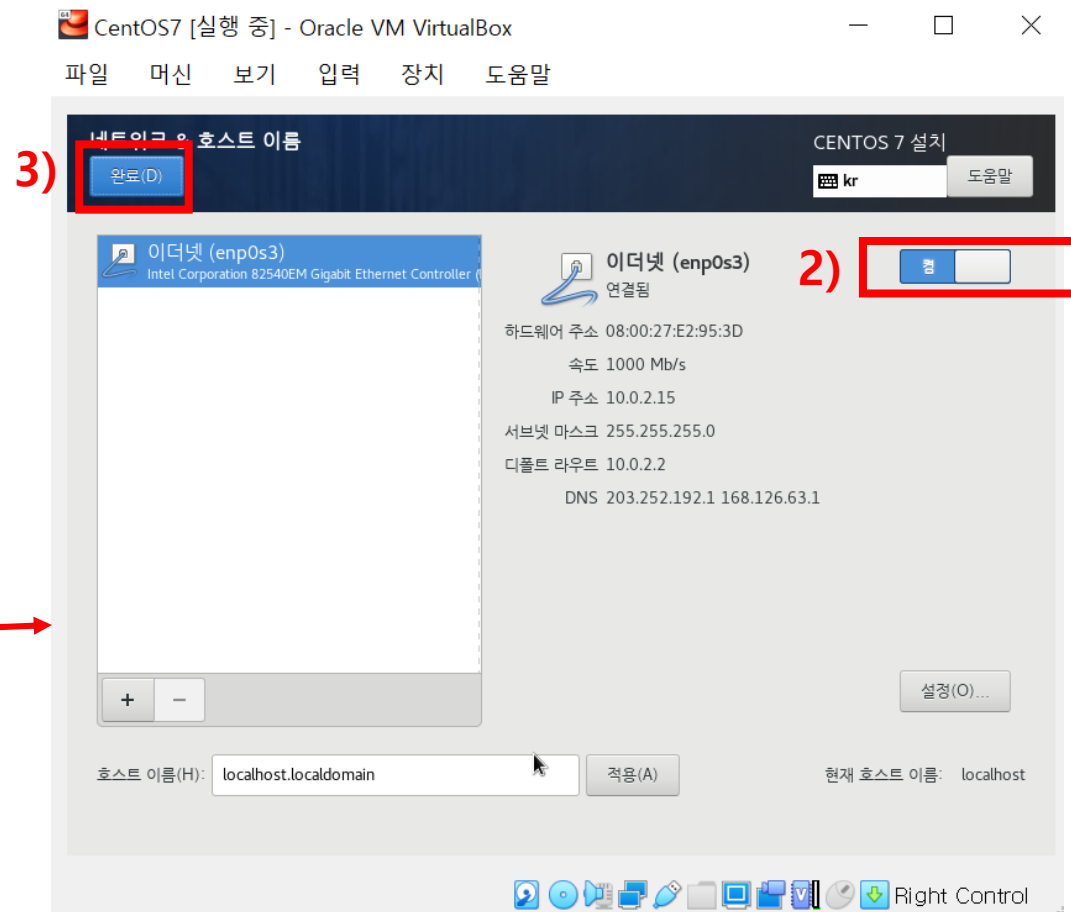 CentOS7 [실행 중] - Oracle VM VirtualBox
파일 머신 보기 입력 장치 도움말
네트워크 & 호스트 이름
CENTOS 7 설치
3)
완료(D)
kr
도움말
이더넷 (enp0s3)
Intel Corporation 82540EM Gigabit Ethernet Controller (
이더넷 (enp0s3)
연결됨
2)
켬
하드웨어 주소 08:00:27:E2:95:3D
속도 1000 Mb/s
IP 주소 10.0.2.15
서브넷 마스크 255.255.255.0
디폴트 라우트 10.0.2.2
DNS 203.252.192.1 168.126.63.1
+ −
설정(O)...
호스트 이름(H): localhost.localdomain 적용(A) 현재 호스트 이름: localhost
Right Control